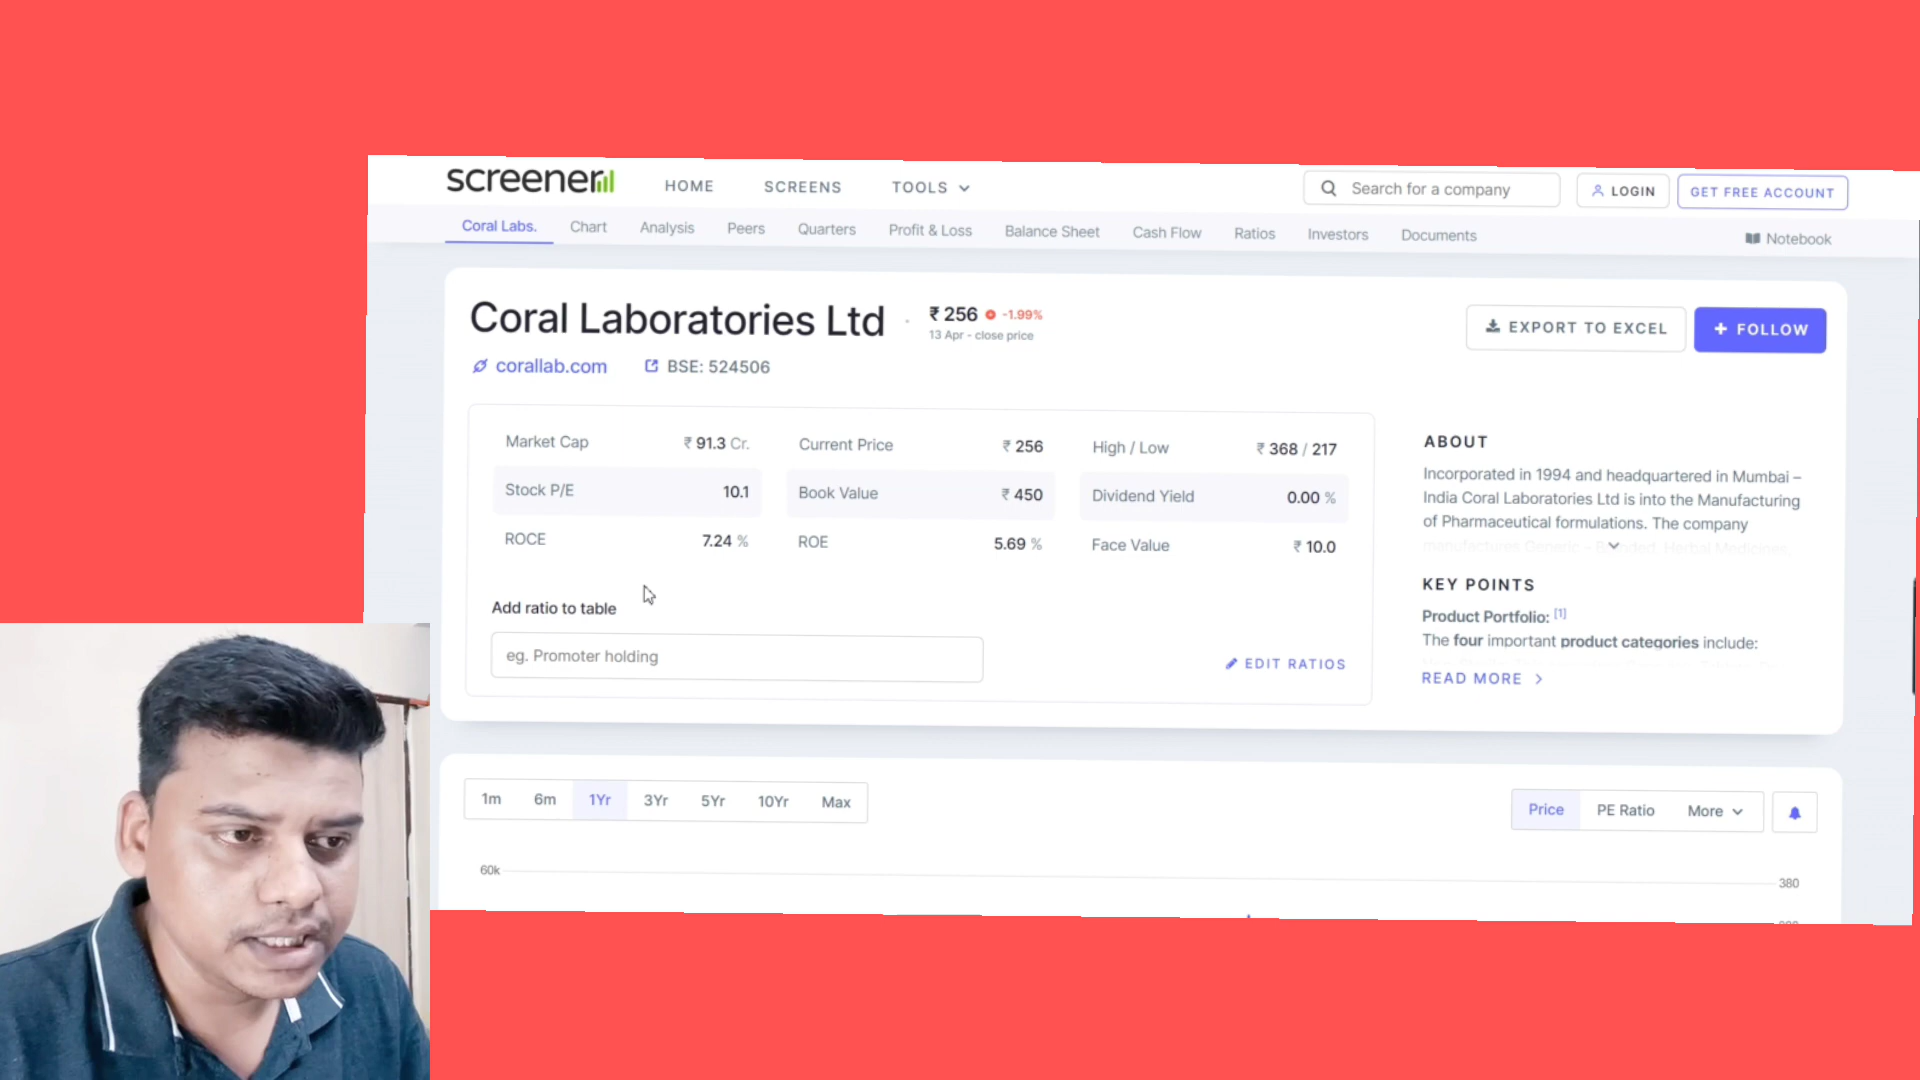 screener
HOME
SCREENS
TOOLS
Search for a company
LOGIN
GET FREE ACCOUNT
Coral Labs.
Chart
Analysis
Peers
Quarters
Profit & Loss
Balance Sheet
Cash Flow
Ratios
Investors
Documents
Notebook
Coral Laboratories Ltd
₹ 256 -1.99%
13 Apr - close price
EXPORT TO EXCEL
+ FOLLOW
corallab.com
BSE: 524506
Market Cap ₹ 91.3 Cr.
Current Price ₹ 256
High / Low ₹ 368 / 217
Stock P/E 10.1
Book Value ₹ 450
Dividend Yield 0.00 %
ROCE 7.24 %
ROE 5.69 %
Face Value ₹ 10.0
Add ratio to table
eg. Promoter holding
EDIT RATIOS
ABOUT
Incorporated in 1994 and headquartered in Mumbai –
India Coral Laboratories Ltd is into the Manufacturing
of Pharmaceutical formulations. The company
manufactures Generic – Branded, Herbal Medicines,
KEY POINTS
Product Portfolio: [1]
The four important product categories include:
READ MORE
1m
6m
1Yr
3Yr
5Yr
10Yr
Max
Price
PE Ratio
More
60k
380